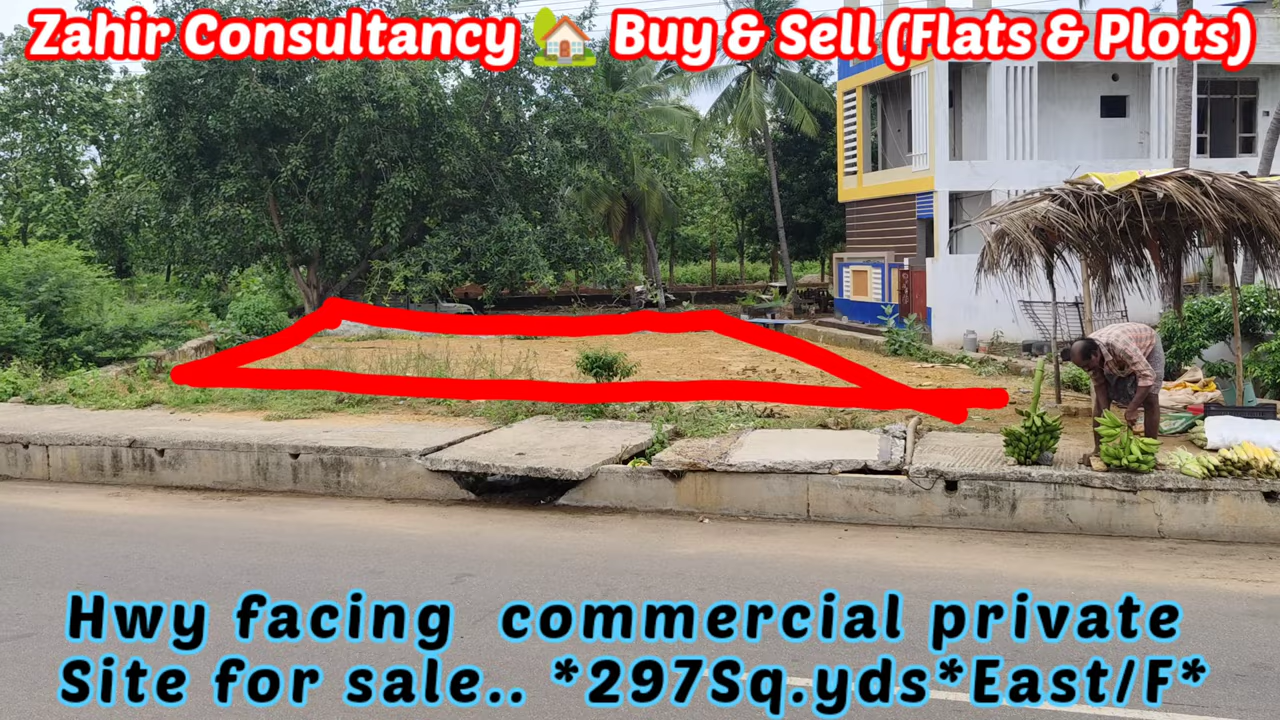 Zahir Consultancy 🏡 Buy & Sell (Flats & Plots)
Hwy facing commercial private
Site for sale.. *297Sq.yds*East/F*